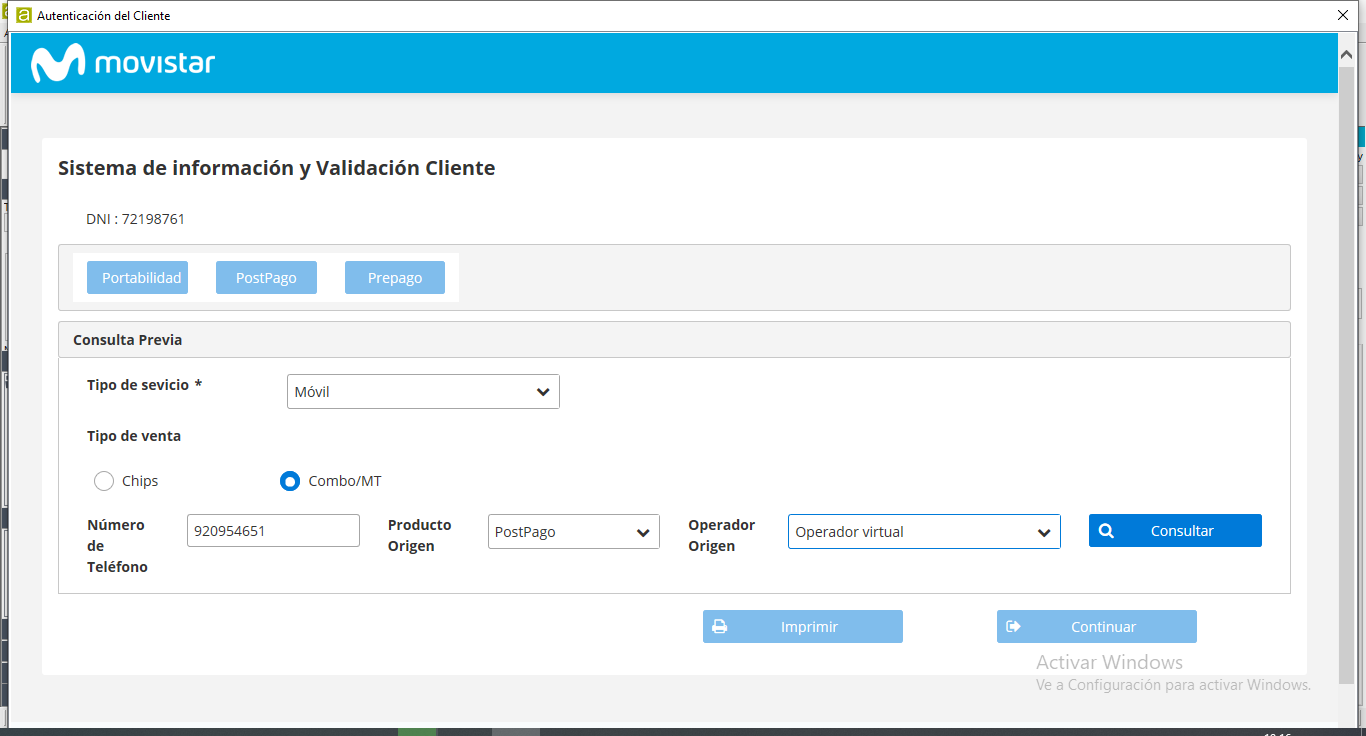 Autenticación del Cliente
movistar
Sistema de información y Validación Cliente
DNI : 72198761
Portabilidad PostPago Prepago
Consulta Previa
Tipo de sevicio * Móvil
Tipo de venta
Chips Combo/MT
Número de Teléfono 920954651 Producto Origen PostPago Operador Origen Operador virtual Consultar
Imprimir Continuar
Activar Windows
Ve a Configuración para activar Windows.